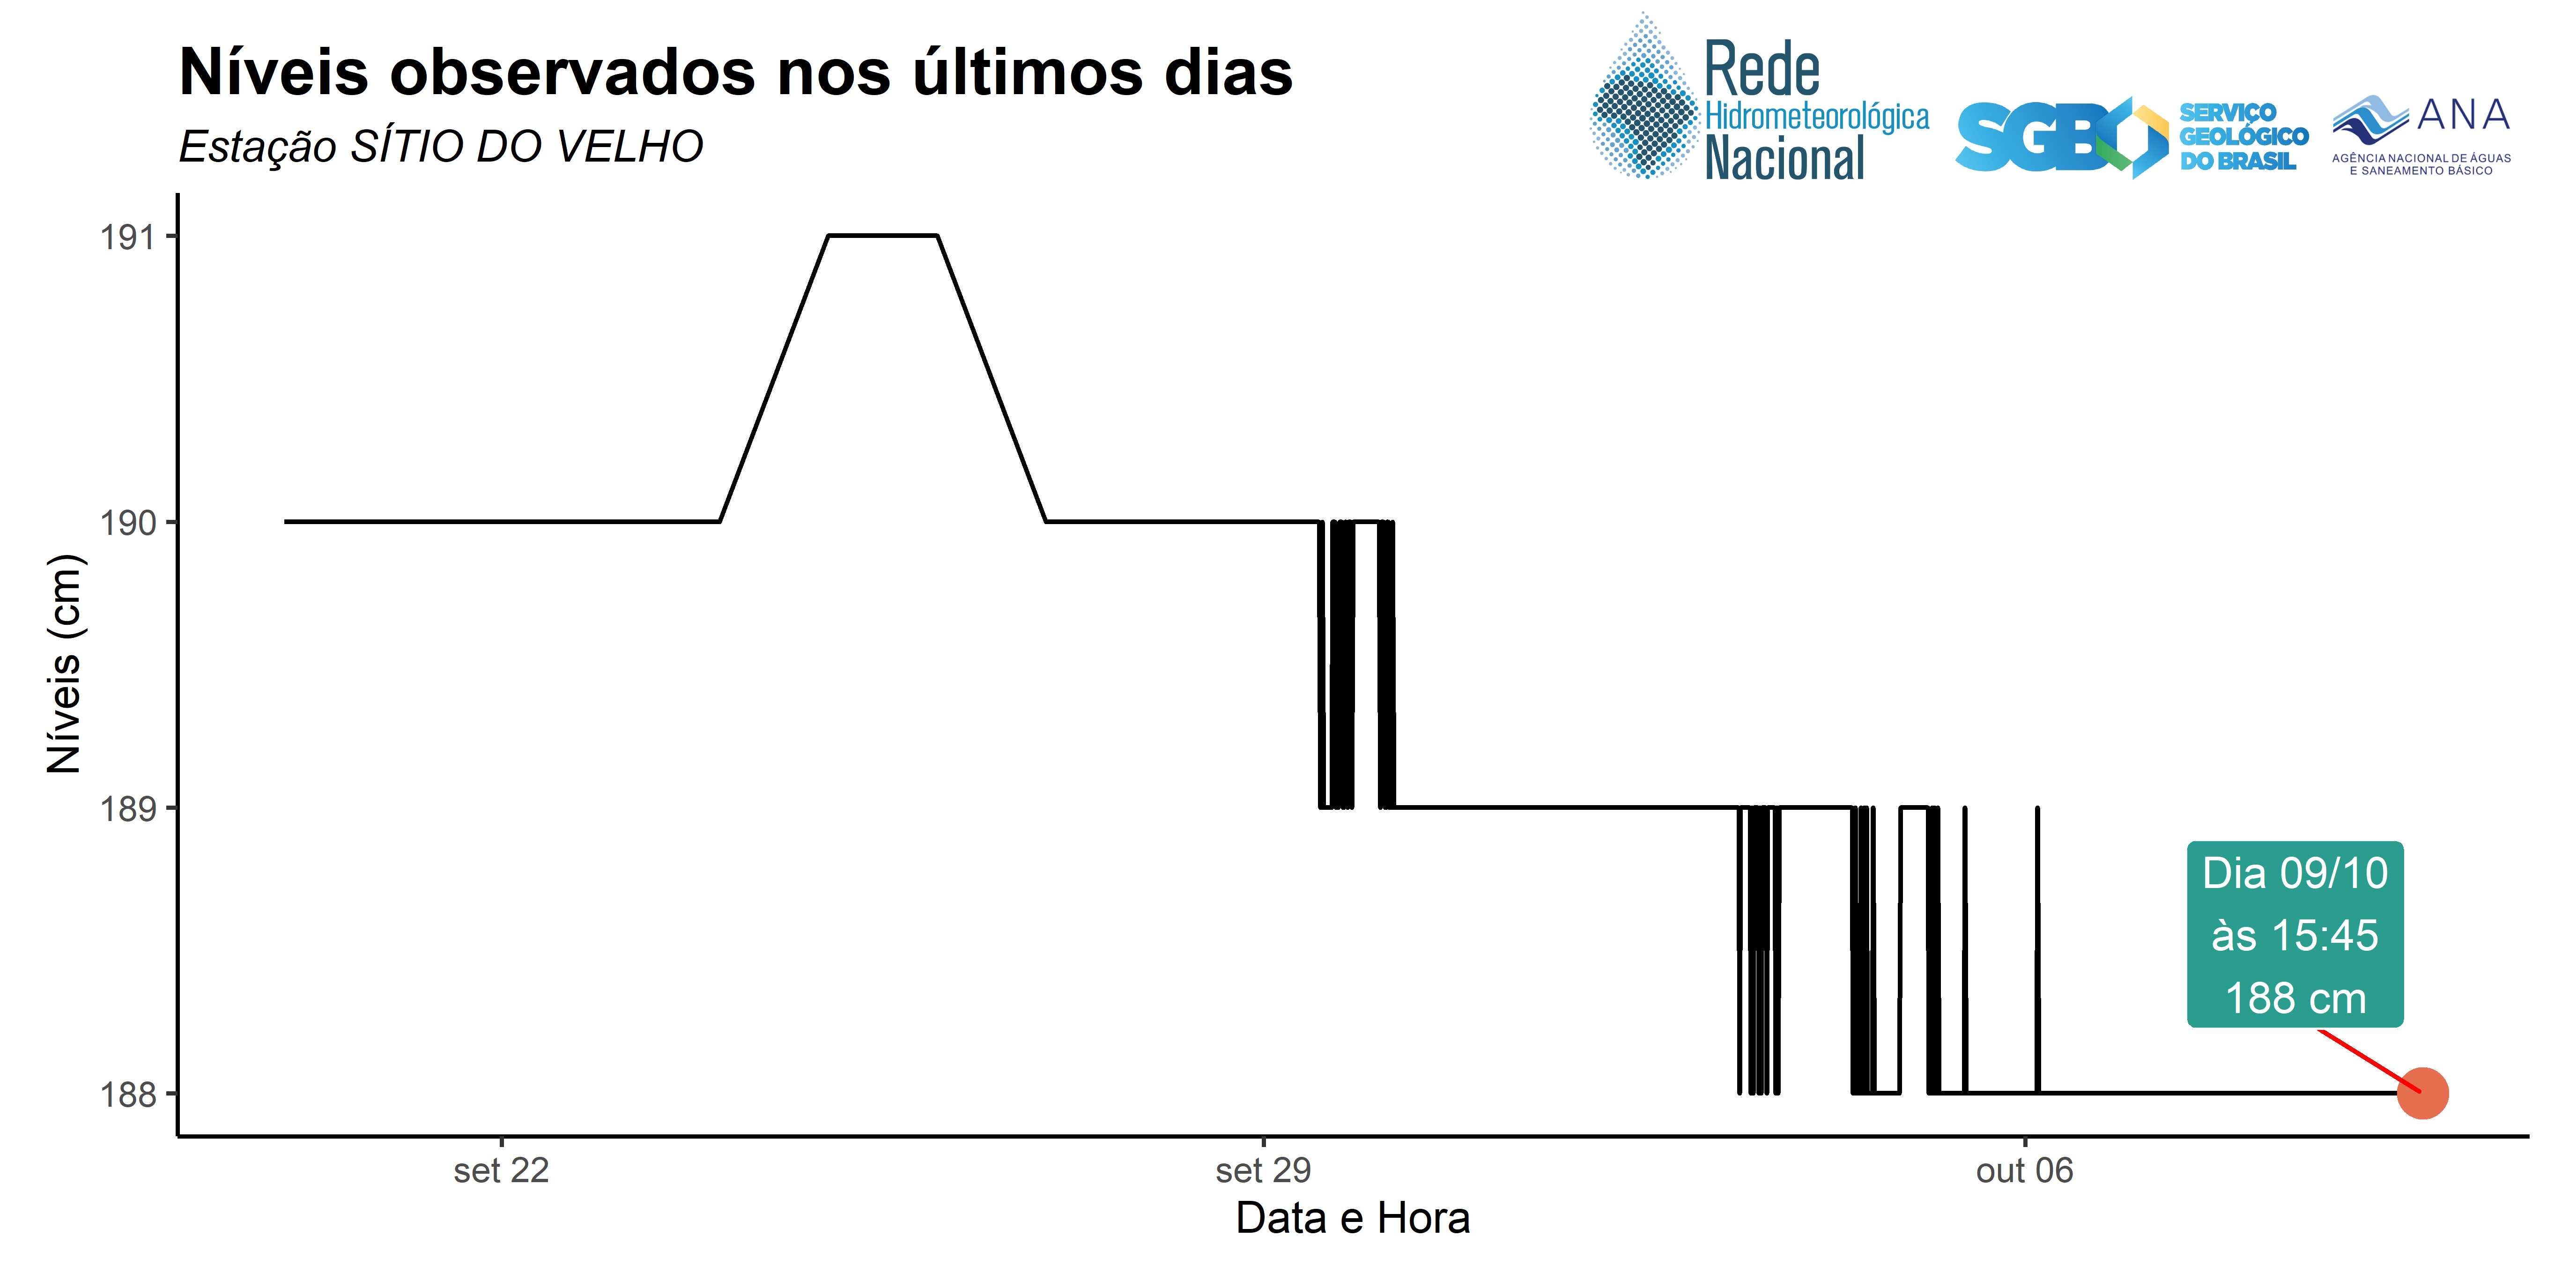 Níveis observados nos últimos dias
Estação SÍTIO DO VELHO
Rede
Hidrometeorológica
Nacional
SGB
SERVIÇO
GEOLÓGICO
DO BRASIL
ANA
AGÊNCIA NACIONAL DE ÁGUAS
E SANEAMENTO BÁSICO
Níveis (cm)
191
190
189
188
Dia 09/10
às 15:45
188 cm
set 22
set 29
out 06
Data e Hora